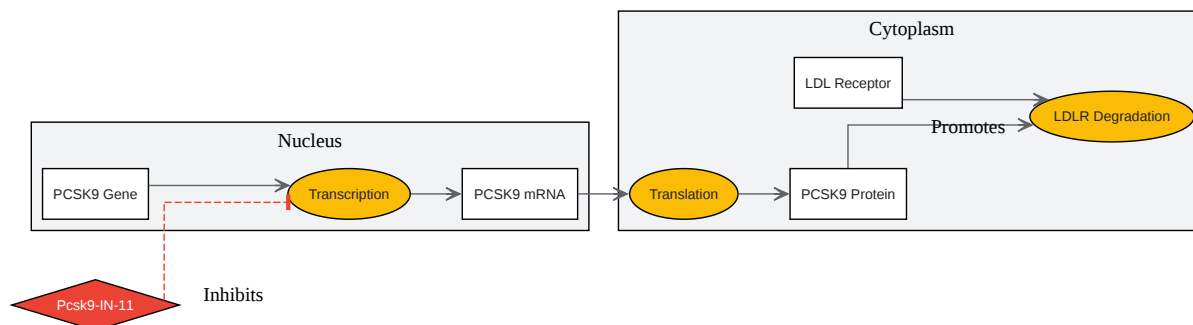 Cytoplasm
LDL Receptor
LDLR Degradation
Promotes
Nucleus
PCSK9 Gene
Transcription
PCSK9 mRNA
Translation
PCSK9 Protein
Pcsk9-IN-11
Inhibits